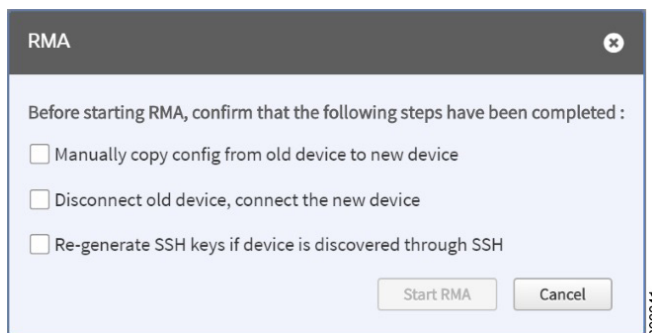 RMA
Before starting RMA, confirm that the following steps have been completed :
Manually copy config from old device to new device
Disconnect old device, connect the new device
Re-generate SSH keys if device is discovered through SSH
Start RMA
Cancel